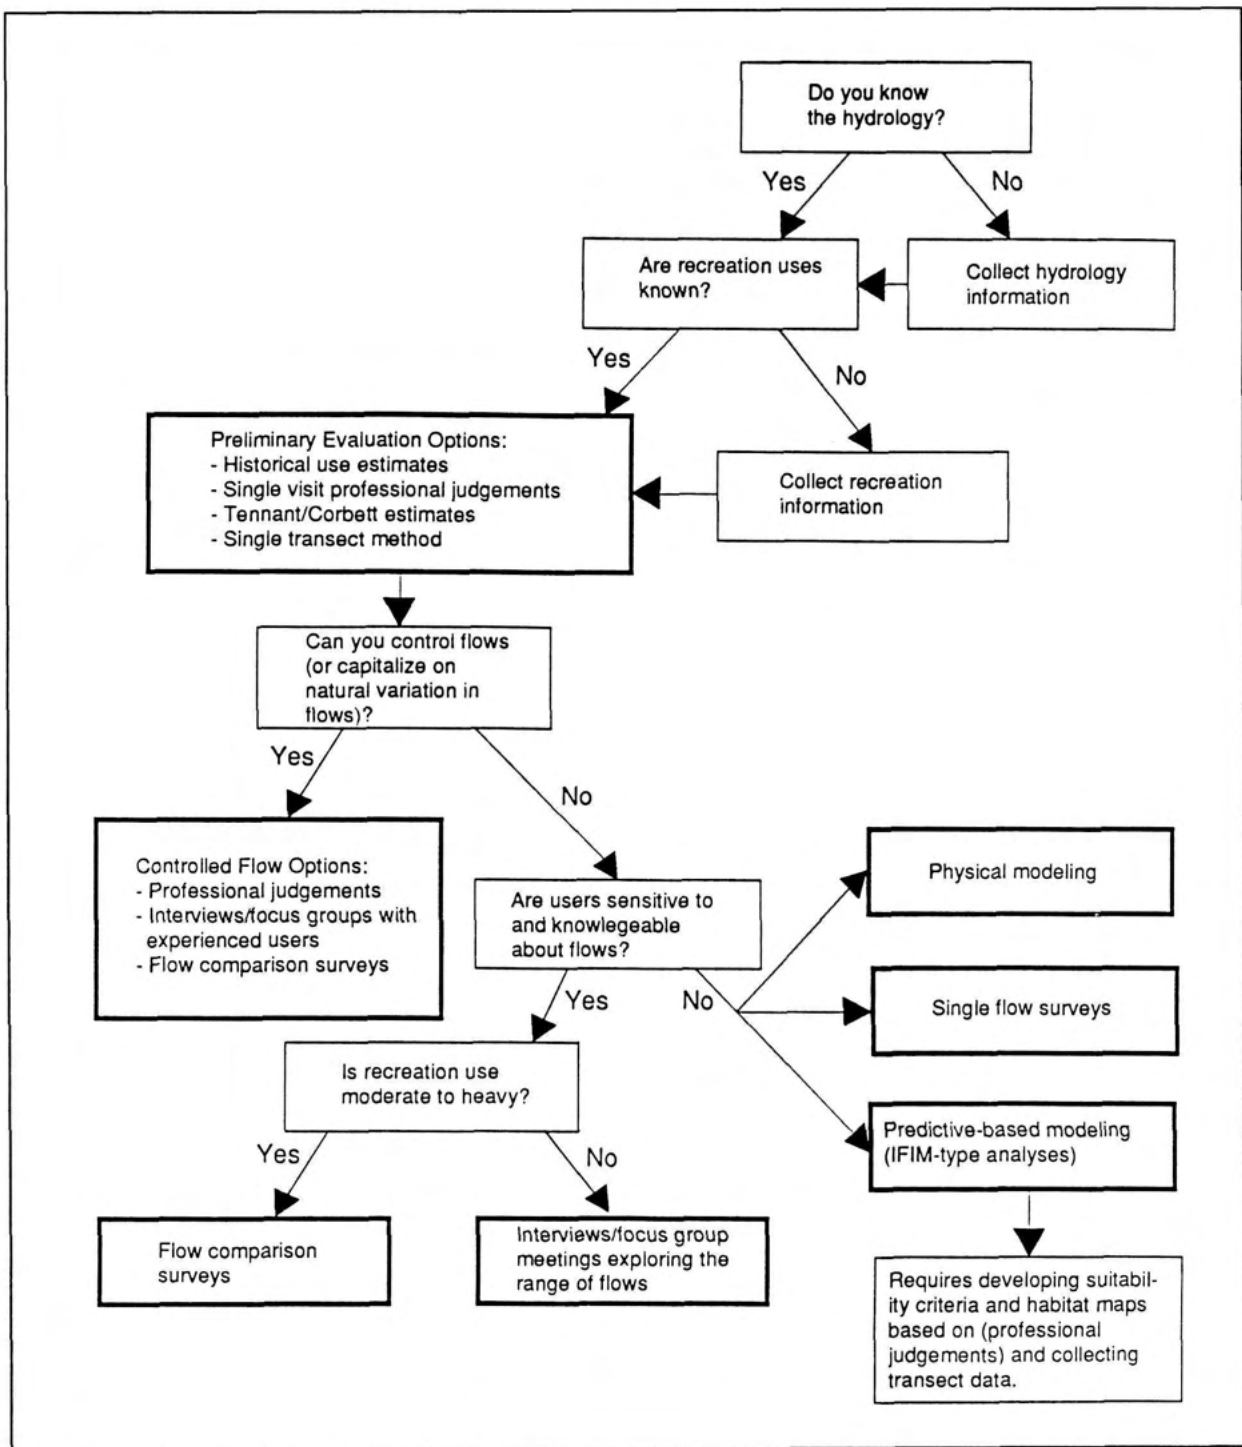 Do you know
the hydrology?
Yes
No
Are recreation uses
known?
Collect hydrology
information
Yes
No
Preliminary Evaluation Options:
- Historical use estimates
- Single visit professional judgements
- Tennant/Corbett estimates
- Single transect method
Collect recreation
information
Can you control flows
(or capitalize on
natural variation in
flows)?
Yes
No
Controlled Flow Options:
- Professional judgements
- Interviews/focus groups with
experienced users
- Flow comparison surveys
Are users sensitive to
and knowlegeable
about flows?
Physical modeling
Yes
No
Single flow surveys
Is recreation use
moderate to heavy?
Predictive-based modeling
(IFIM-type analyses)
Yes
No
Flow comparison
surveys
Interviews/focus group
meetings exploring the
range of flows
Requires developing suitabil-
ity criteria and habitat maps
based on (professional
judgements) and collecting
transect data.